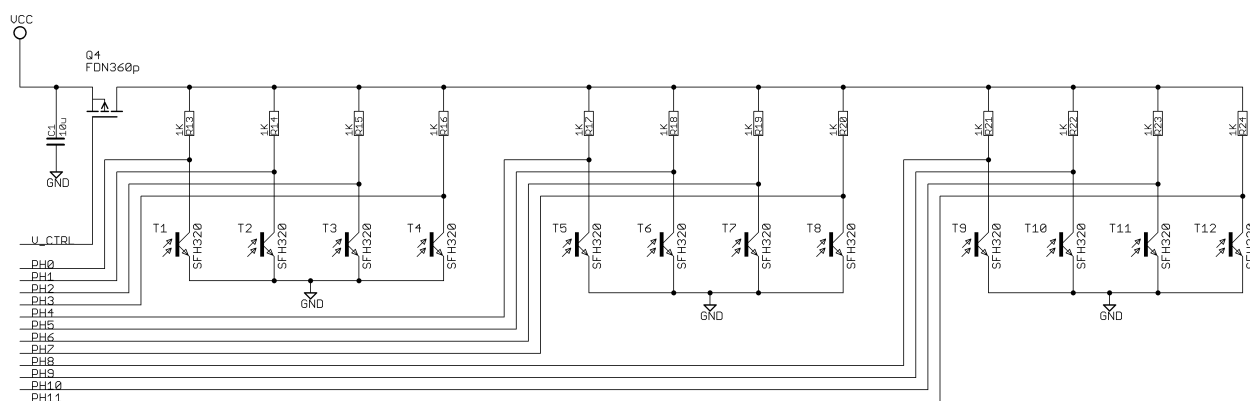 VCC
Q4
FDN360p
C1
10u
GND
1K
R13
1K
R14
1K
R15
1K
R16
1K
R17
1K
R18
1K
R19
1K
R20
1K
R21
1K
R22
1K
R23
1K
R24
T1
SFH320
T2
SFH320
T3
SFH320
T4
SFH320
T5
SFH320
T6
SFH320
T7
SFH320
T8
SFH320
T9
SFH320
T10
SFH320
T11
SFH320
T12
SFH320
GND
GND
GND
V_CTRL
PH0
PH1
PH2
PH3
PH4
PH5
PH6
PH7
PH8
PH9
PH10
PH11